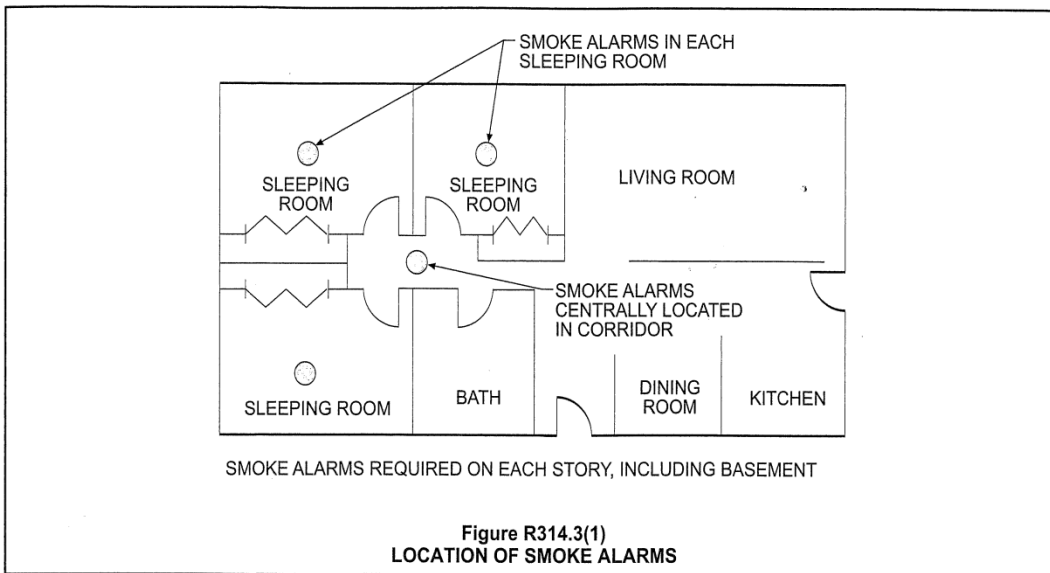 SMOKE ALARMS IN EACH
SLEEPING ROOM
SLEEPING
ROOM
SLEEPING
ROOM
LIVING ROOM
SMOKE ALARMS
CENTRALLY LOCATED
IN CORRIDOR
SLEEPING ROOM
BATH
DINING
ROOM
KITCHEN
SMOKE ALARMS REQUIRED ON EACH STORY, INCLUDING BASEMENT
Figure R314.3(1)
LOCATION OF SMOKE ALARMS